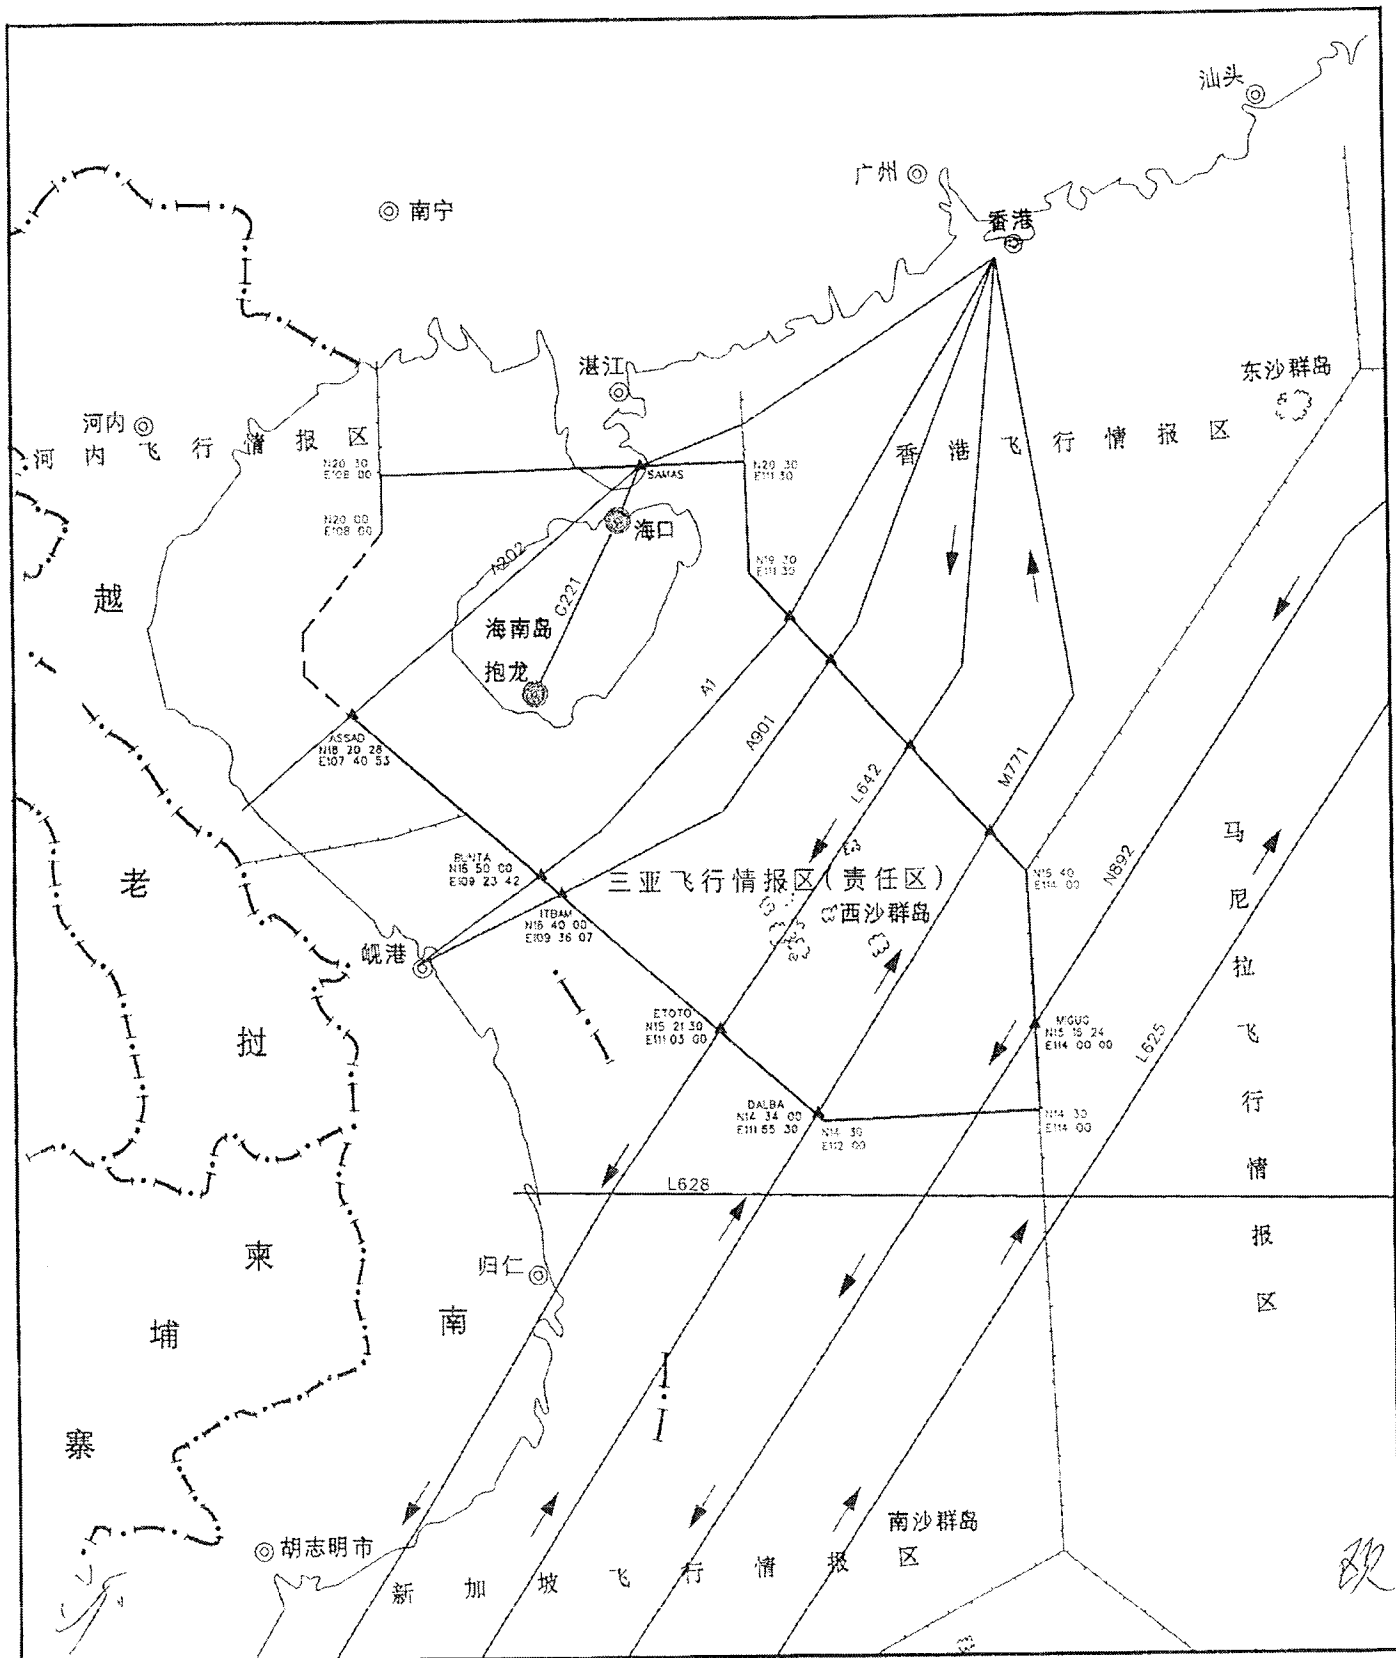 汕头
广州
香港
南宁
湛江
东沙群岛
河内
河内飞行情报区
香港飞行情报区
N20 30
E108 00
SAMAS
N20 30
E111 30
N20 00
E108 00
海口
A202
G221
N19 30
E111 30
越
海南岛
抱龙
A1
A901
L642
M771
ASSAD
N18 20 28
E107 40 53
N892
马尼拉飞行情报区
老
BUNTA
N16 50 00
E109 23 42
三亚飞行情报区(责任区)
N15 40
E114 00
ITBAM
N16 40 00
E109 36 07
西沙群岛
岘港
挝
ETOTO
N15 21 30
E111 03 00
MIGUG
N15 16 24
E114 00 00
L625
DALBA
N14 34 00
E111 55 30
N14 30
E112 00
N14 30
E114 00
L628
柬
归仁
埔
南
寨
南沙群岛
胡志明市
新加坡飞行情报区